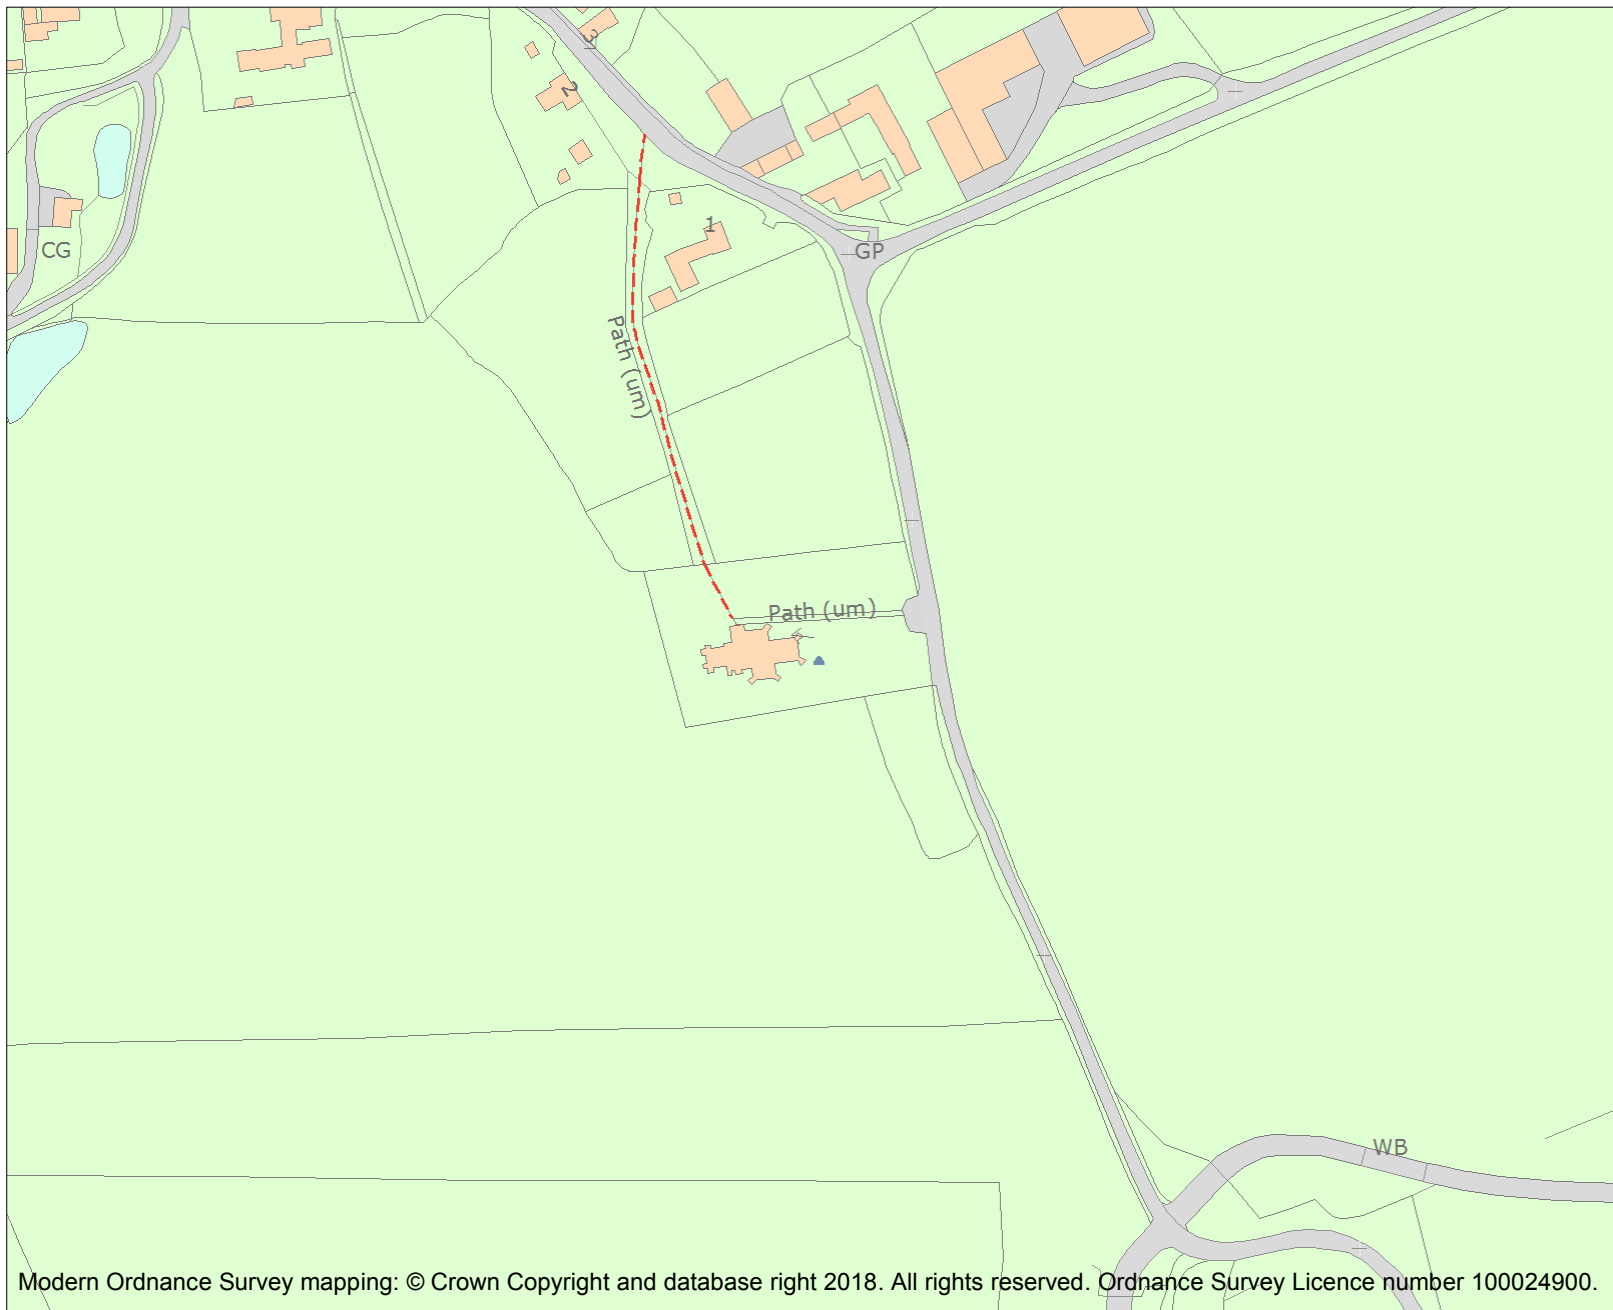 3
2
1
CG
GP
Path (um)
Path (um)
WB
Modern Ordnance Survey mapping: © Crown Copyright and database right 2018. All rights reserved. Ordnance Survey Licence number 100024900.